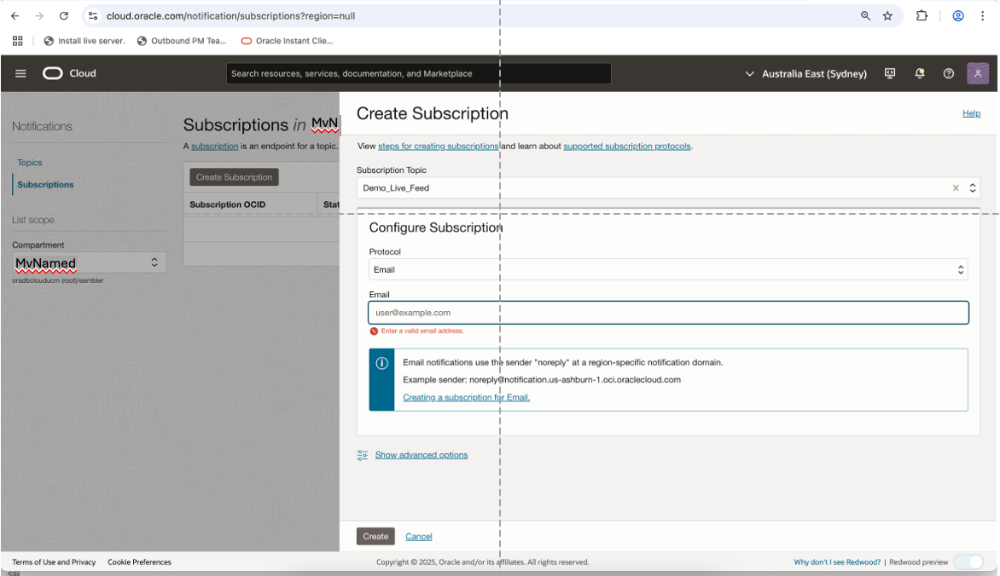 cloud.oracle.com/notification/subscriptions?region=null
Install live server. Outbound PM Tea... Oracle Instant Clie...
Cloud
Search resources, services, documentation, and Marketplace
Australia East (Sydney)
Notifications
Topics
Subscriptions
List scope
Compartment
MvNamed
oradbclouducm (root)/eambler
Subscriptions in MvN
A subscription is an endpoint for a topic.
Create Subscription
Subscription OCID Stat
Create Subscription
Help
View steps for creating subscriptions and learn about supported subscription protocols.
Subscription Topic
Demo_Live_Feed
Configure Subscription
Protocol
Email
Email
user@example.com
Enter a valid email address.
Email notifications use the sender "noreply" at a region-specific notification domain.
Example sender: noreply@notification.us-ashburn-1.oci.oraclecloud.com
Creating a subscription for Email.
Show advanced options
Create Cancel
Terms of Use and Privacy Cookie Preferences Copyright © 2025, Oracle and/or its affiliates. All rights reserved. Why don't I see Redwood? | Redwood preview